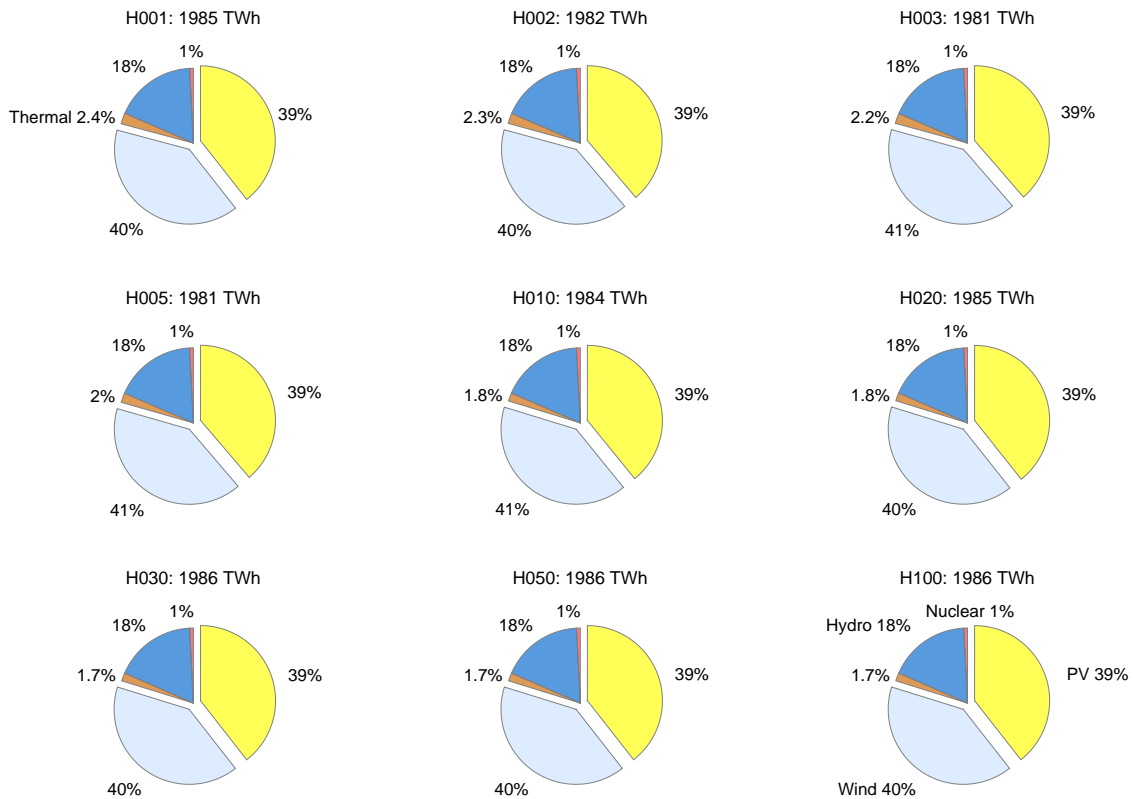 H001: 1985 TWh
1%
18%
Thermal 2.4%
39%
40%
H002: 1982 TWh
1%
18%
2.3%
39%
40%
H003: 1981 TWh
1%
18%
2.2%
39%
41%
H005: 1981 TWh
1%
18%
2%
39%
41%
H010: 1984 TWh
1%
18%
1.8%
39%
41%
H020: 1985 TWh
1%
18%
1.8%
39%
40%
H030: 1986 TWh
1%
18%
1.7%
39%
40%
H050: 1986 TWh
1%
18%
1.7%
39%
40%
H100: 1986 TWh
Nuclear 1%
Hydro 18%
1.7%
PV 39%
Wind 40%